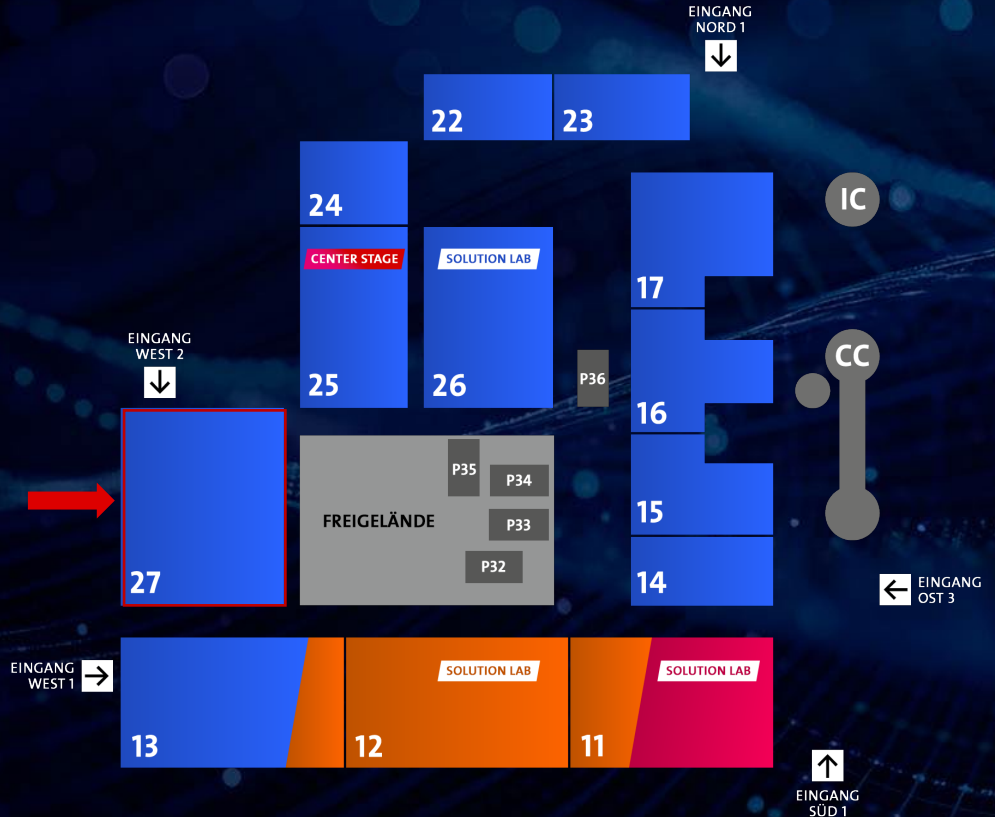 EINGANG
NORD 1
22
23
24
IC
CENTER STAGE
SOLUTION LAB
17
EINGANG
WEST 2
CC
25
26
P36
16
P35
P34
FREIGELÄNDE
P33
15
P32
27
14
EINGANG
OST 3
EINGANG
WEST 1
SOLUTION LAB
SOLUTION LAB
13
12
11
EINGANG
SÜD 1